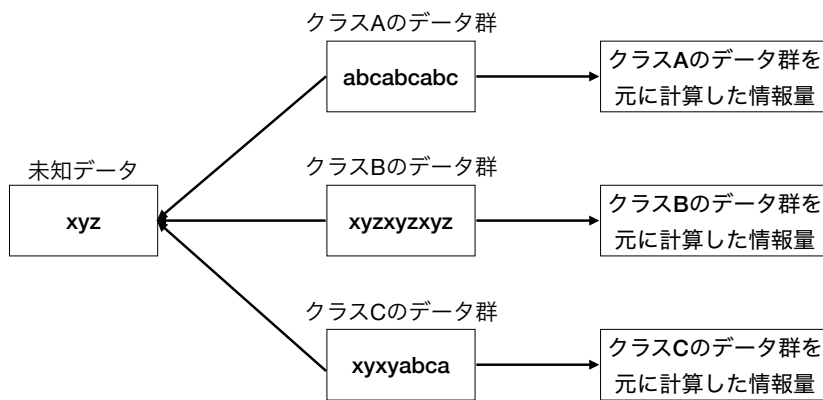 クラスAのデータ群
abcabcabc
クラスAのデータ群を
元に計算した情報量
未知データ
xyz
クラスBのデータ群
xyzxyzxyz
クラスBのデータ群を
元に計算した情報量
クラスCのデータ群
xyxyabca
クラスCのデータ群を
元に計算した情報量